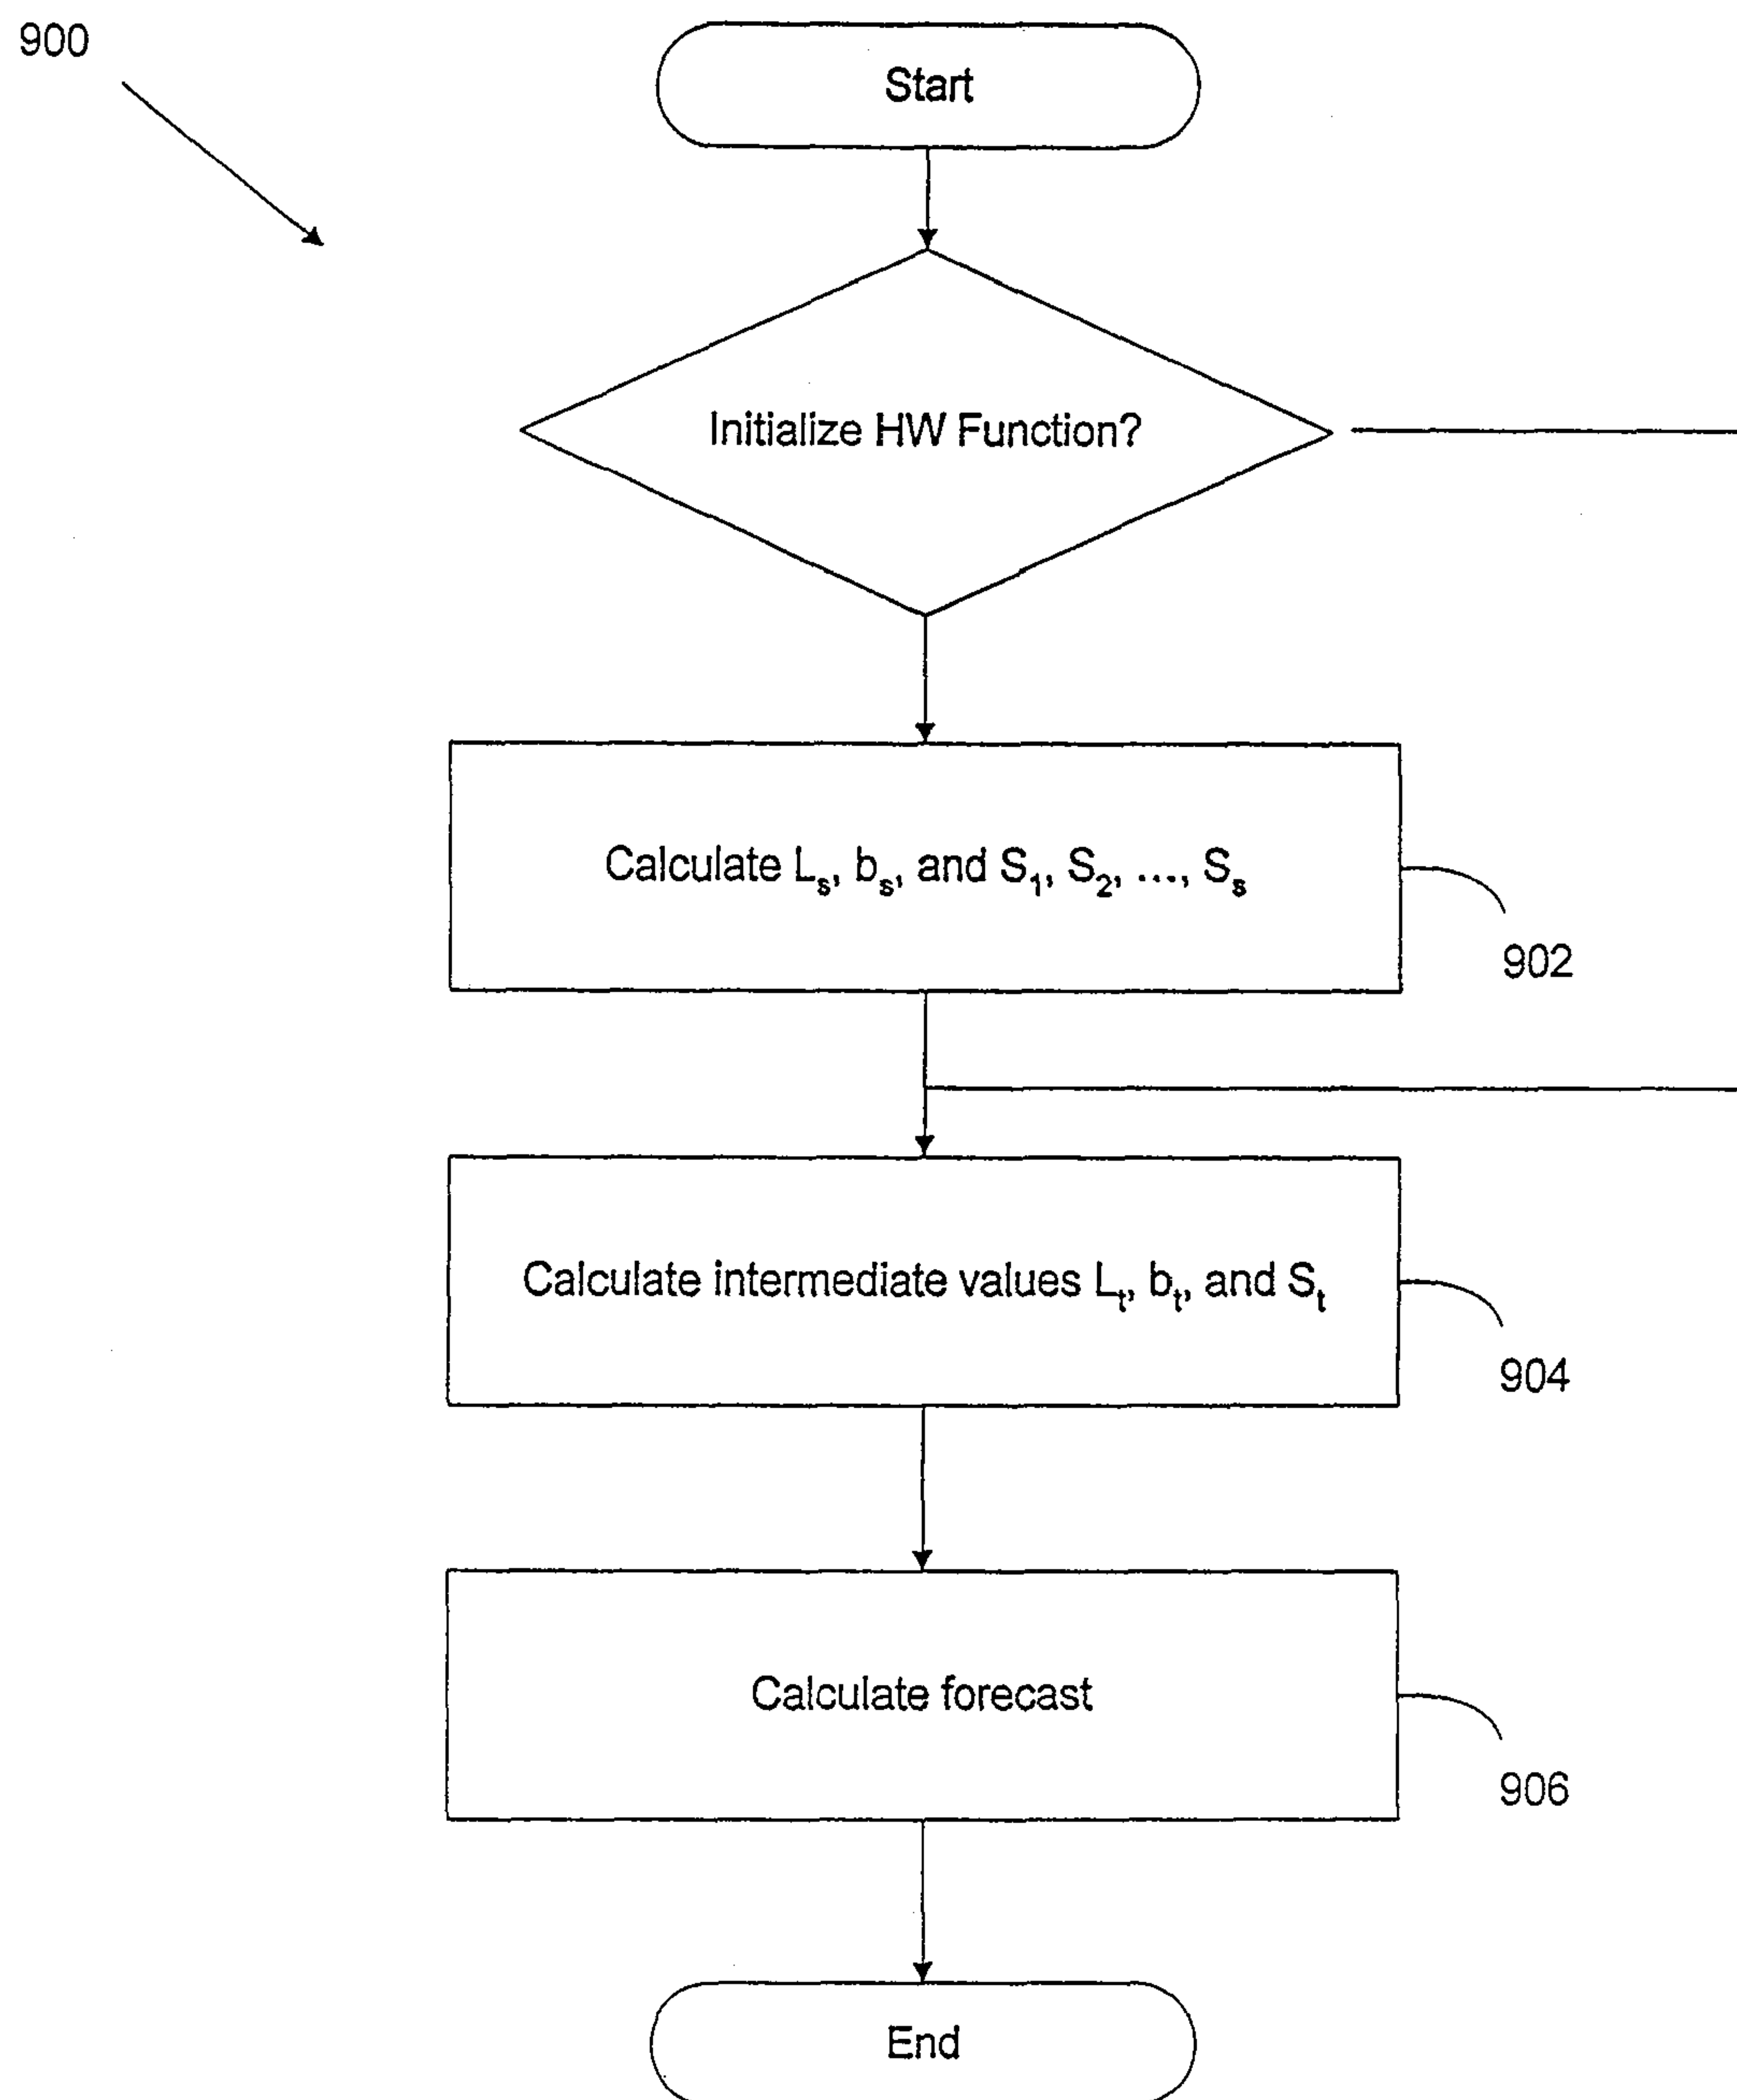 900
Start
Initialize HW Function?
Calculate Lₛ, bₛ, and S₁, S₂, ..., Sₛ
902
Calculate intermediate values Lₜ, bₜ, and Sₜ
904
Calculate forecast
906
End